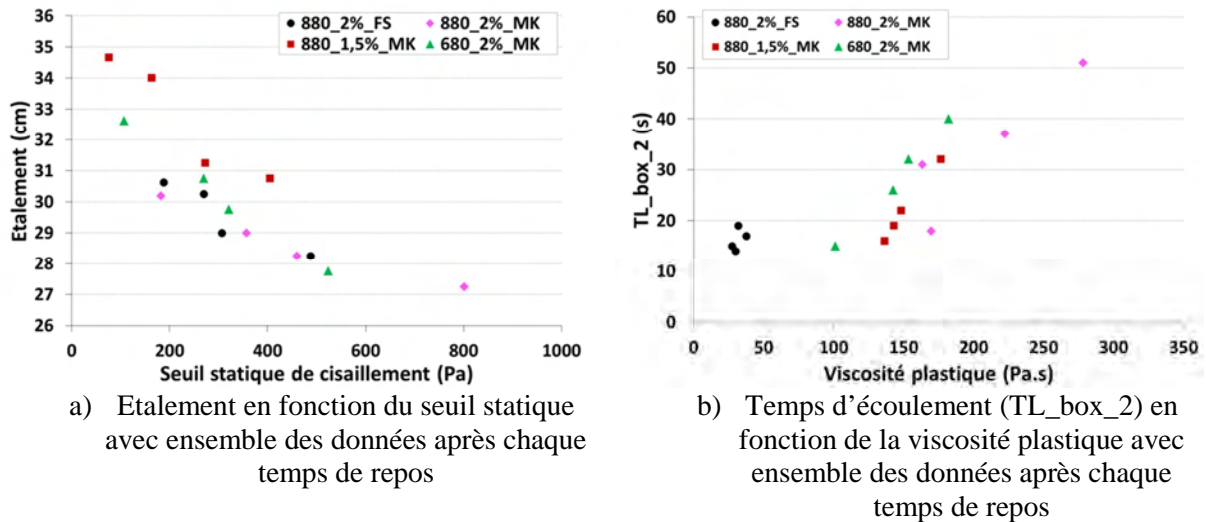 36
35
34
33
32
31
30
29
28
27
26
Etalement (cm)
880_2%_FS
880_2%_MK
880_1,5%_MK
680_2%_MK
0
200
400
600
800
1000
Seuil statique de cisaillement (Pa)
a) Etalement en fonction du seuil statique
avec ensemble des données après chaque
temps de repos
60
50
40
30
20
10
0
TL_box_2 (s)
880_2%_FS
880_2%_MK
880_1,5%_MK
680_2%_MK
0
50
100
150
200
250
300
350
Viscosité plastique (Pa.s)
b) Temps d’écoulement (TL_box_2) en
fonction de la viscosité plastique avec
ensemble des données après chaque
temps de repos